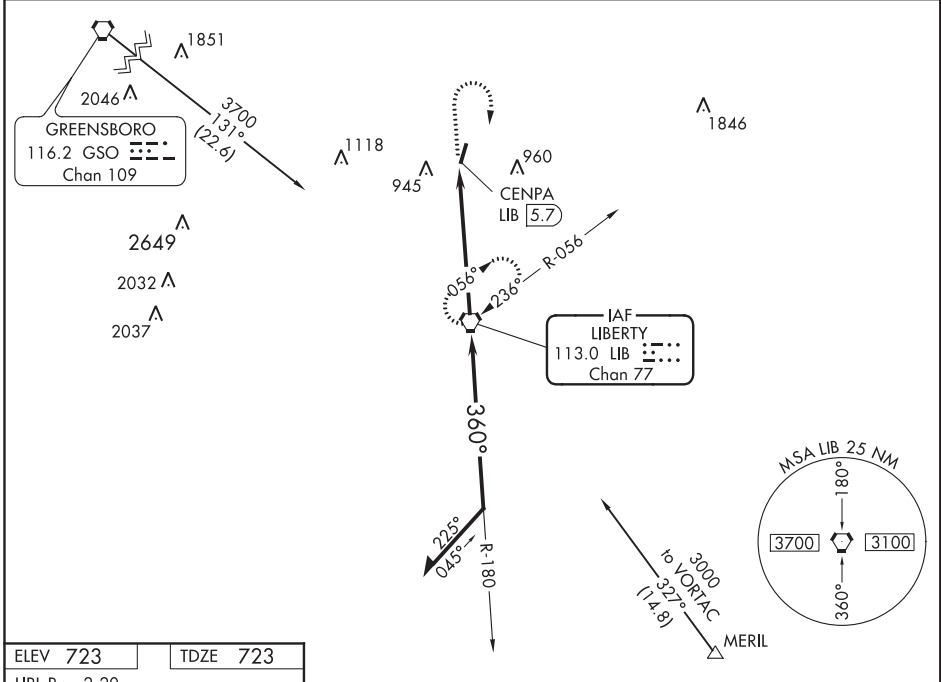 1851
2046
3700
131°
(22.6)
GREENSBORO
116.2 GSO
Chan 109
1118
945
960
1846
CENPA
LIB 5.7
2649
2032
2037
R-056
056°
236°
IAF
LIBERTY
113.0 LIB
Chan 77
360°
225°
045°
R-180
3000
to VORTAC
327°
(14.8)
MERIL
MSA LIB 25 NM
180°
3700
3100
360°
ELEV 723
TDZE 723